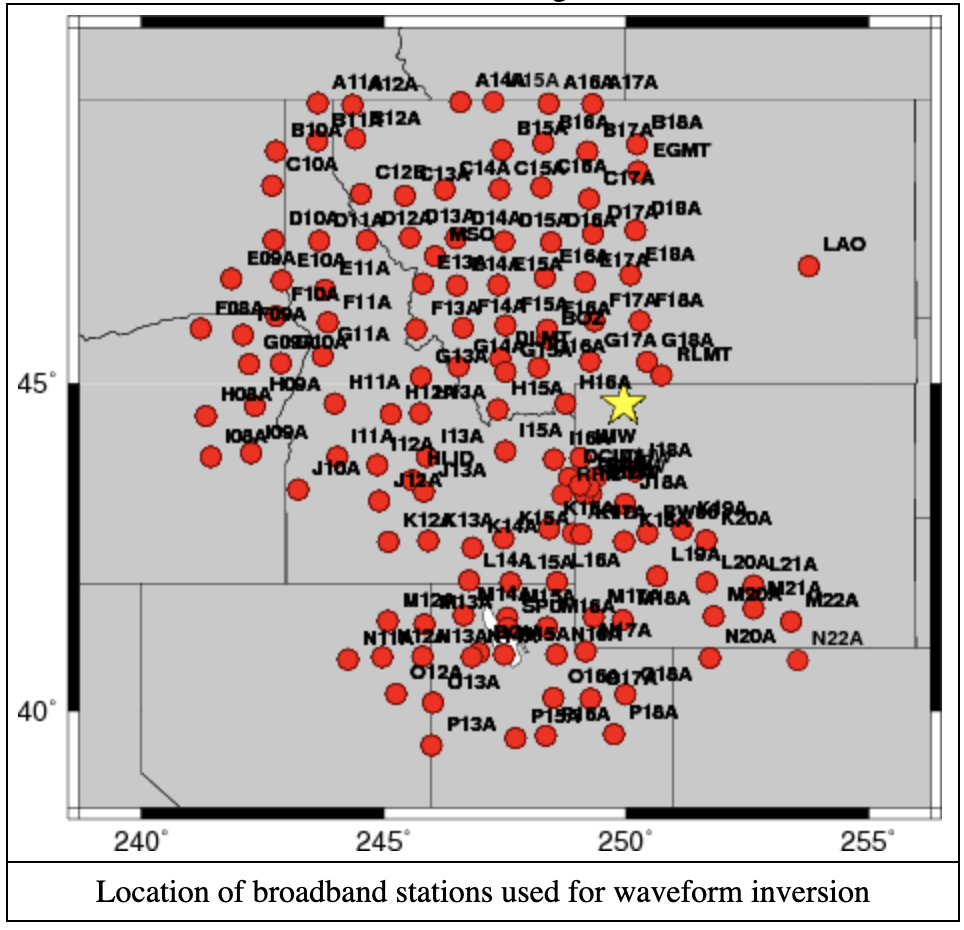 A11A A12A A14A A15A A16A A17A
B10A B11A B12A B15A B16A B17A B18A
EGMT
C10A C12B C13A C14A C15A C16A C17A
D10A D11A D12A D13A D14A D15A D16A D17A D18A
MSO
LAO
E09A E10A E11A E13A E14A E15A E16A E17A E18A
F08A F09A F10A F11A F13A F14A F15A F16A F17A F18A
BOZ
DLMT
G09A G10A G11A G13A G14A G15A G16A G17A G18A
RLMT
45°
H08A H09A H11A H12A H13A H15A H16A
I08A I09A I11A I12A I13A I15A I18A
IMW
HLID
J10A J12A J13A J18A
K12A K13A K14A K15A K18A K19A K20A
L14A L15A L16A L19A L20A L21A
M12A M13A M14A M15A M16A M17A M18A M20A M21A M22A
SPU
N11A N12A N13A N15A N16A N17A N20A N22A
O12A O13A O16A O17A O18A
40°
P13A P15A P16A P18A
240° 245° 250° 255°
Location of broadband stations used for waveform inversion